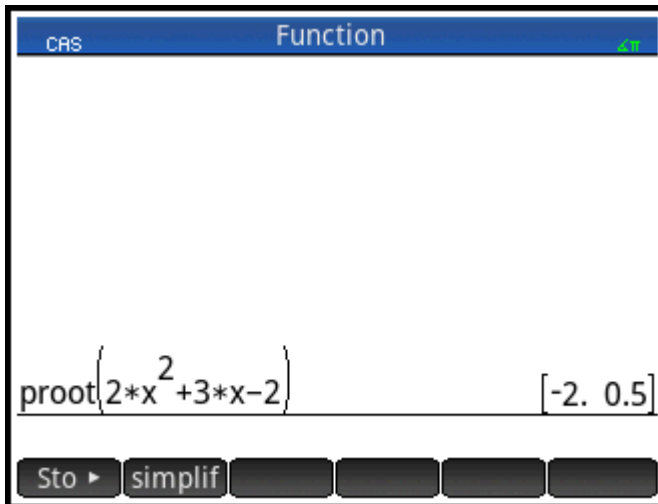 CAS Function ∡π
proot(2*x^2+3*x-2) [-2. 0.5]
Sto ▸ simplif